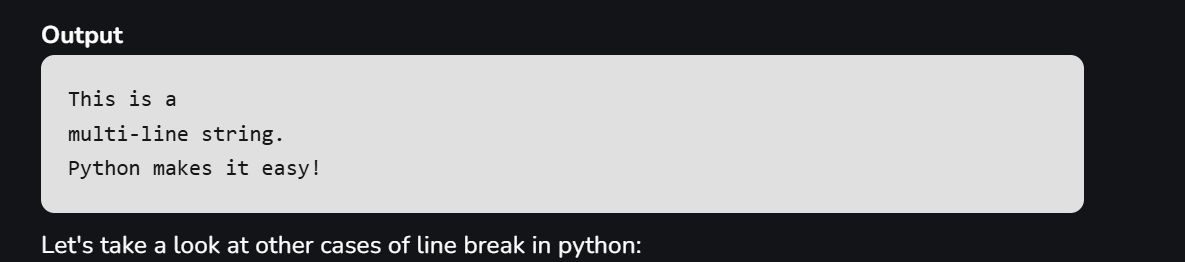 Output
This is a
multi-line string.
Python makes it easy!
Let's take a look at other cases of line break in python: